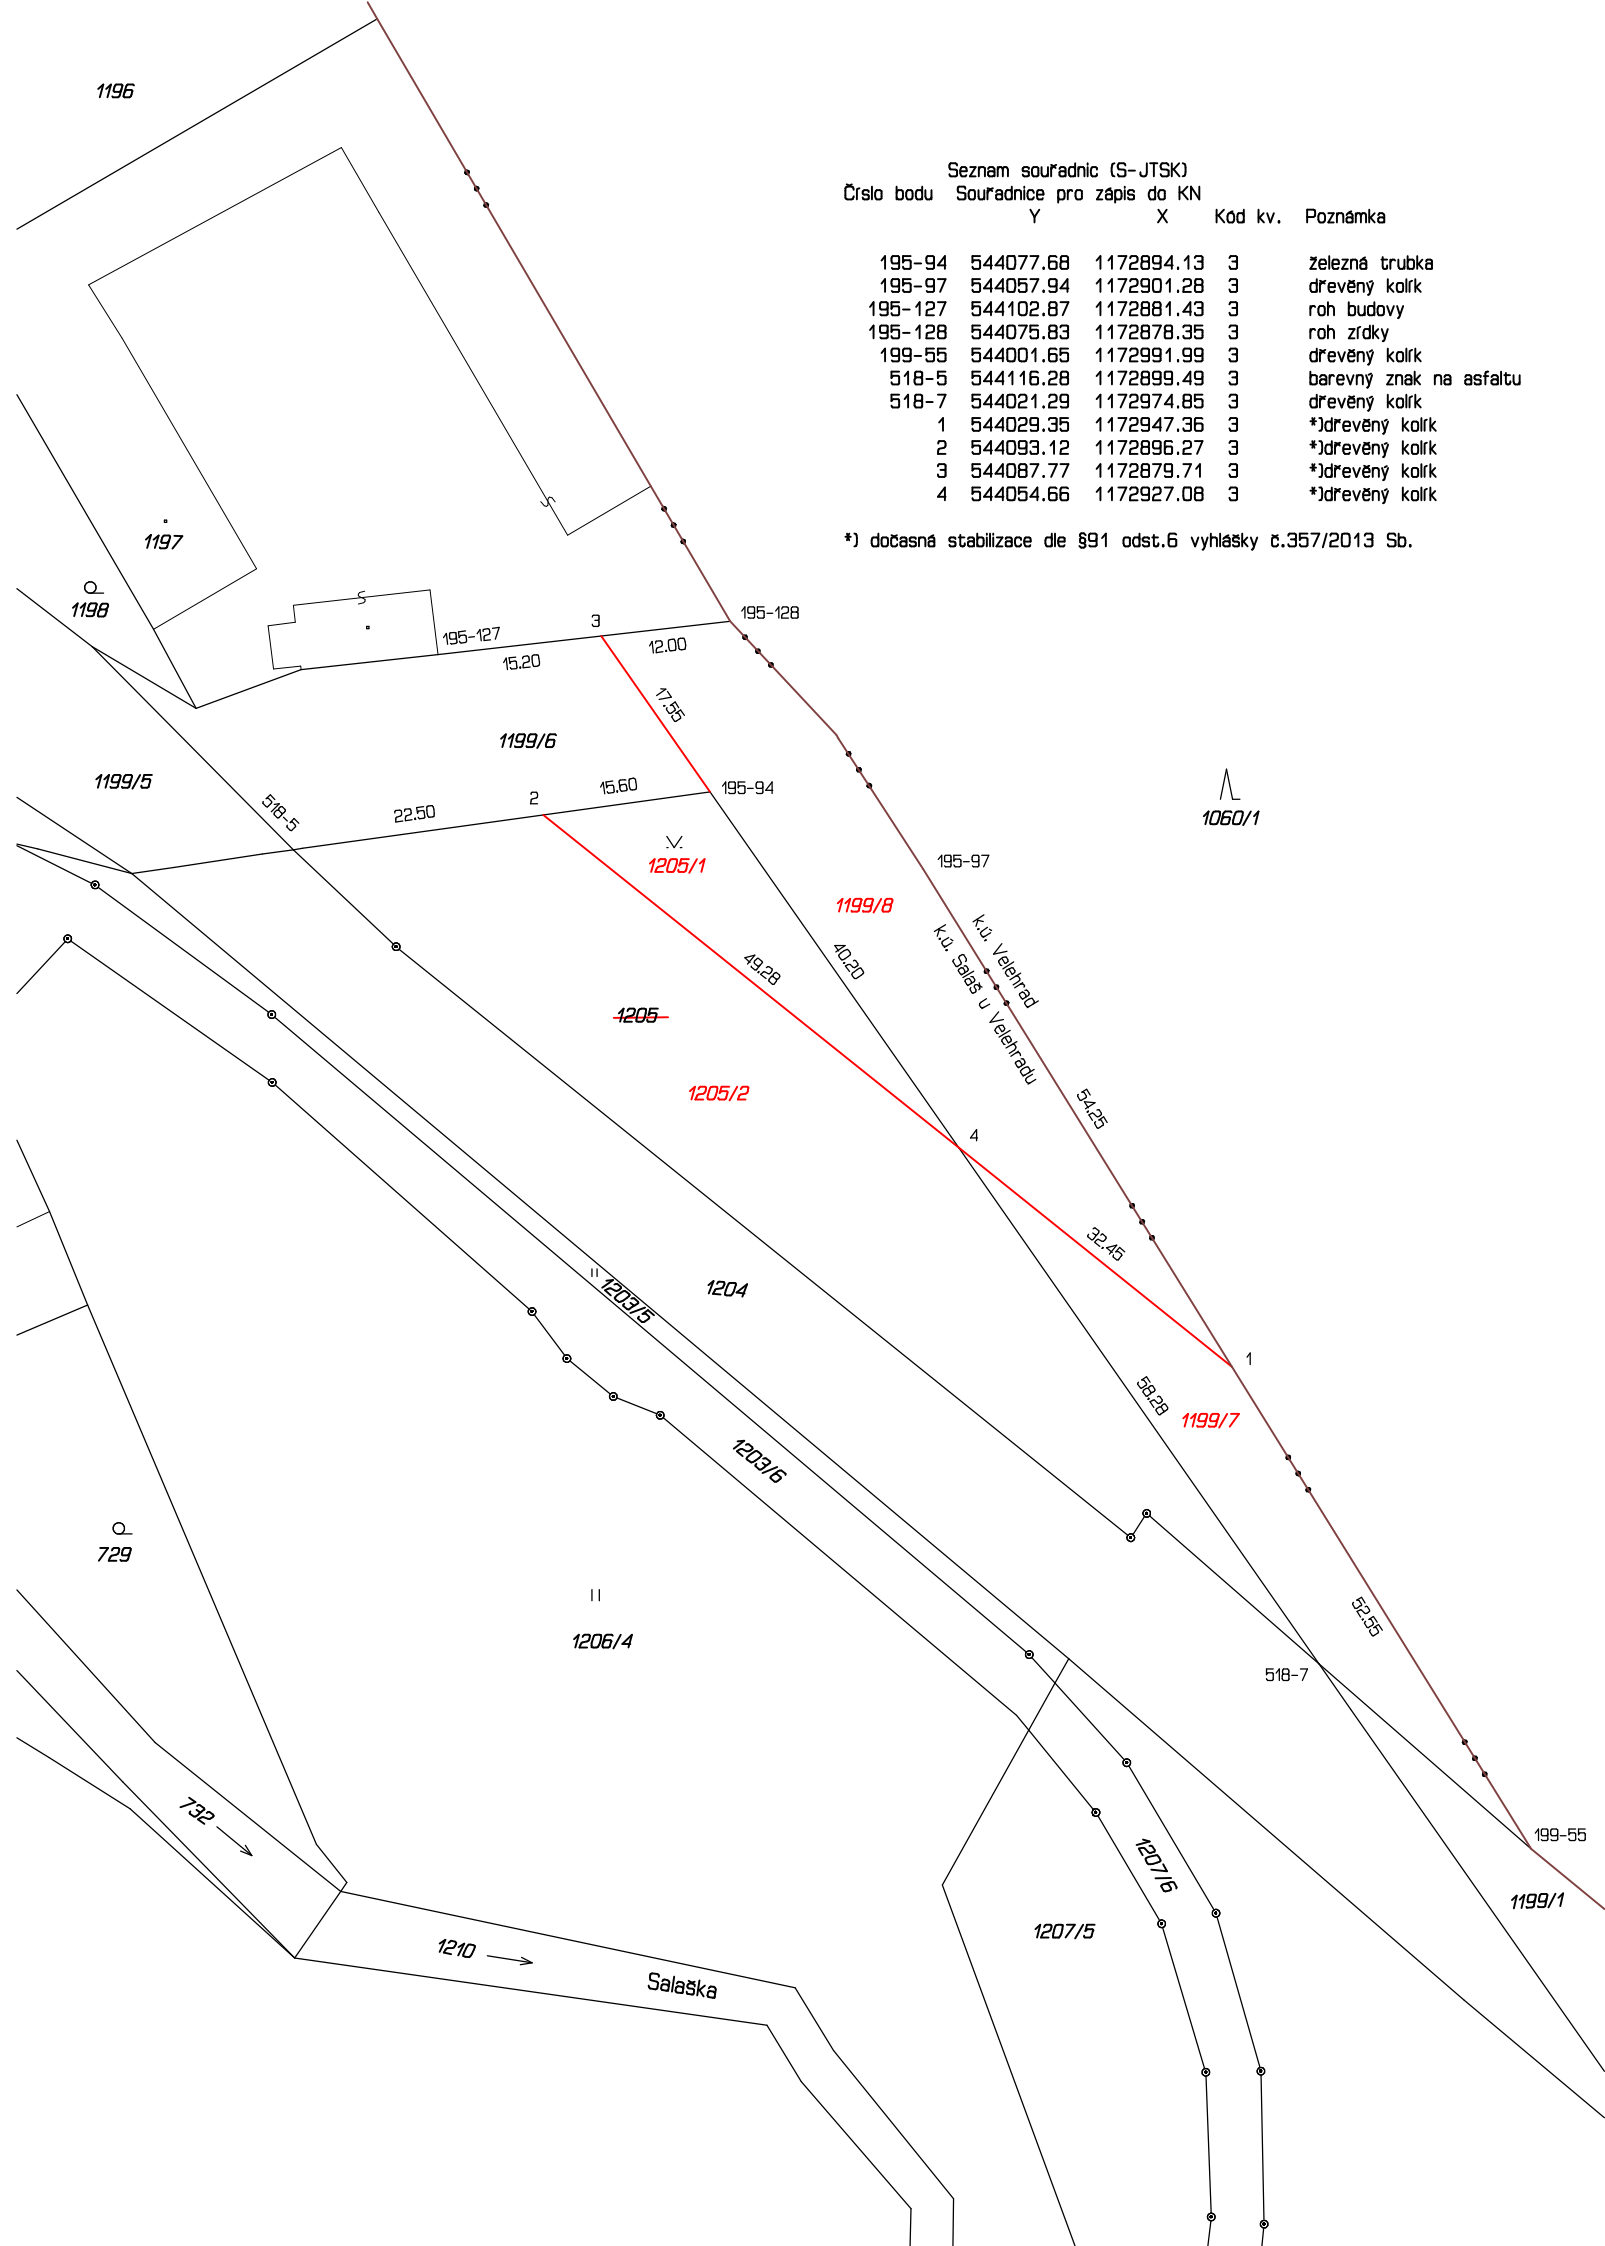 1196
Seznam souřadnic (S-JTSK)
Číslo bodu Souřadnice pro zápis do KN
Y X Kód kv. Poznámka
195-94 544077.68 1172894.13 3 železná trubka
195-97 544057.94 1172901.28 3 dřevěný kolík
195-127 544102.87 1172881.43 3 roh budovy
195-128 544075.83 1172878.35 3 roh zídky
199-55 544001.65 1172991.99 3 dřevěný kolík
518-5 544116.28 1172899.49 3 barevný znak na asfaltu
518-7 544021.29 1172974.85 3 dřevěný kolík
1 544029.35 1172947.36 3 *)dřevěný kolík
2 544093.12 1172896.27 3 *)dřevěný kolík
3 544087.77 1172879.71 3 *)dřevěný kolík
4 544054.66 1172927.08 3 *)dřevěný kolík
*) dočasná stabilizace dle §91 odst.6 vyhlášky č.357/2013 Sb.
1197
1198
195-127
3
195-128
15.20
12.00
17.55
1199/6
1199/5
518-5
22.50
2
15.60
195-94
1060/1
1205/1
195-97
1199/8
k.ú. Velehrad
k.ú. Salaš u Velehradu
49.28
40.20
1205
1205/2
54.25
4
32.45
1204
1203/5
1
58.28
1199/7
1203/6
729
1206/4
52.55
518-7
732
199-55
1207/6
1199/1
1207/5
1210
Salaška